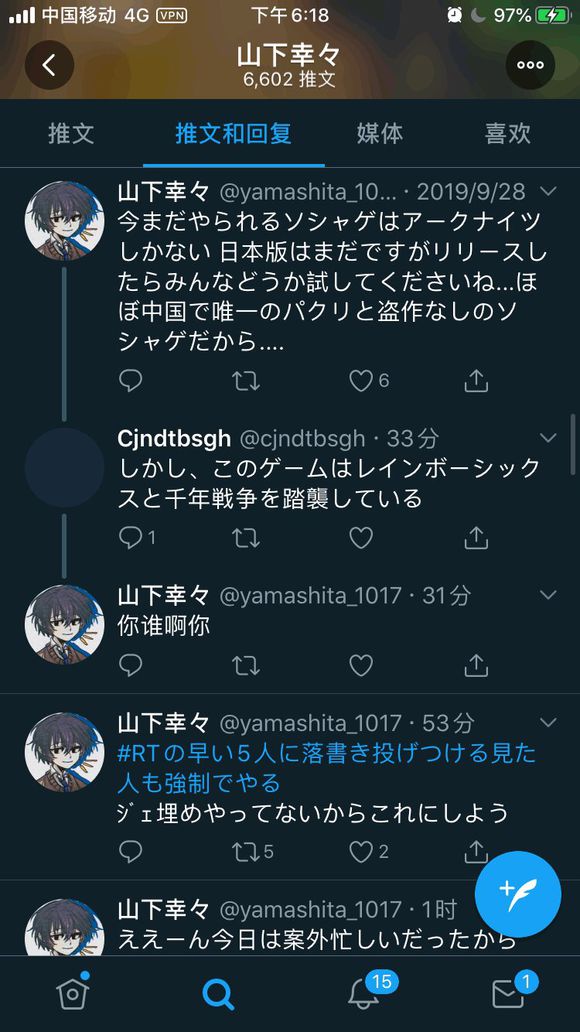 中国移动 4G VPN 下午6:18 97%
山下幸々
6,602 推文
推文 推文和回复 媒体 喜欢
山下幸々 @yamashita_10... · 2019/9/28
今まだやられるソシャゲはアークナイツ
しかない 日本版はまだですがリリースし
たらみんなどうか試してくださいね...ほ
ぼ中国で唯一のパクリと盗作なしのソ
シャゲだから....
6
Cjndtbsgh @cjndtbsgh · 33分
しかし、このゲームはレインボーシック
スと千年戦争を踏襲している
1
山下幸々 @yamashita_1017 · 31分
你谁啊你
山下幸々 @yamashita_1017 · 53分
#RTの早い5人に落書き投げつける見た
人も強制でやる
ｼﾞｪ埋めやってないからこれにしよう
5 2
山下幸々 @yamashita_1017 · 1时
ええーん今日は案外忙しいだったから
15 1